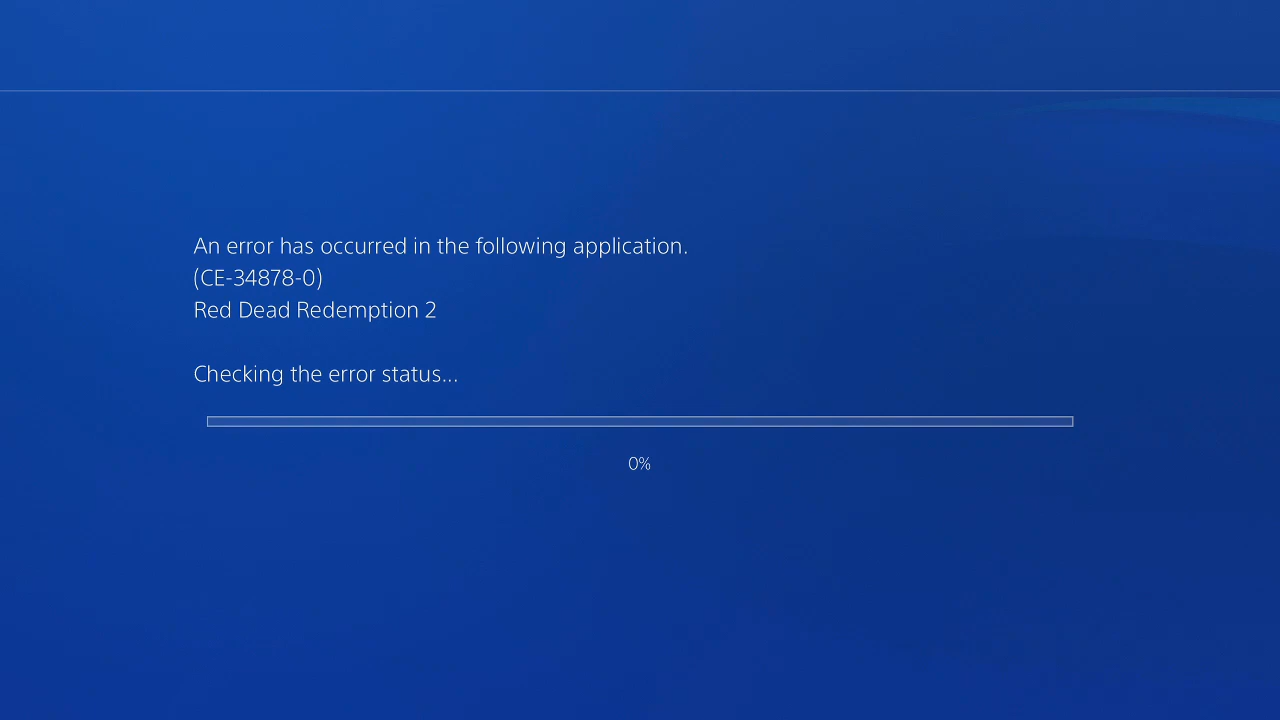 An error has occurred in the following application.
(CE-34878-0)
Red Dead Redemption 2
Checking the error status...
0%